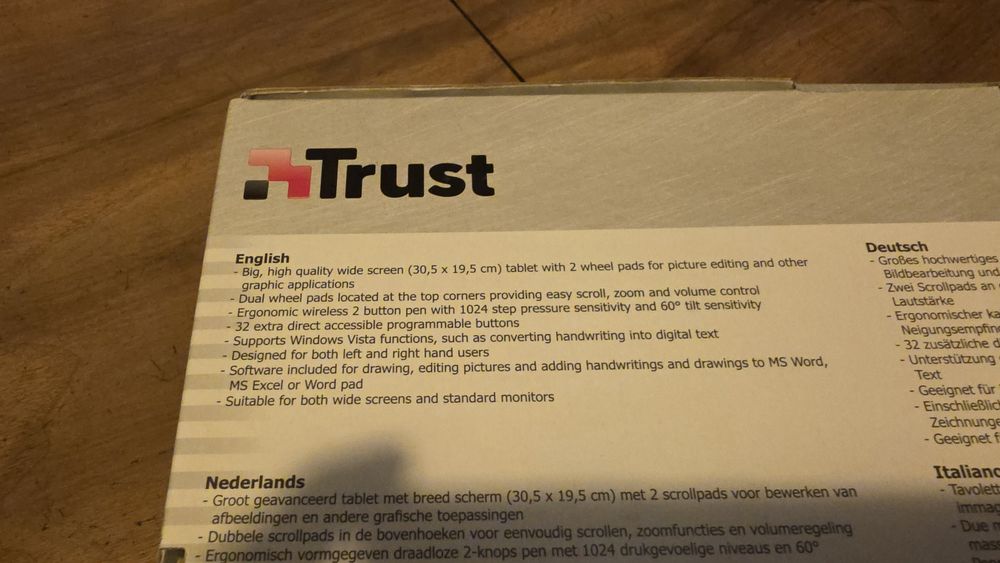 Trust
English
- Big, high quality wide screen (30,5 x 19,5 cm) tablet with 2 wheel pads for picture editing and other
graphic applications
- Dual wheel pads located at the top corners providing easy scroll, zoom and volume control
- Ergonomic wireless 2 button pen with 1024 step pressure sensitivity and 60° tilt sensitivity
- 32 extra direct accessible programmable buttons
- Supports Windows Vista functions, such as converting handwriting into digital text
- Designed for both left and right hand users
- Software included for drawing, editing pictures and adding handwritings and drawings to MS Word,
MS Excel or Word pad
- Suitable for both wide screens and standard monitors
Nederlands
- Groot geavanceerd tablet met breed scherm (30,5 x 19,5 cm) met 2 scrollpads voor bewerken van
afbeeldingen en andere grafische toepassingen
- Dubbele scrollpads in de bovenhoeken voor eenvoudig scrollen, zoomfuncties en volumeregeling
- Ergonomisch vormgegeven draadloze 2-knops pen met 1024 drukgevoelige niveaus en 60°
Deutsch
- Großes hochwertiges
Bildbearbeitung und
- Zwei Scrollpads an
Lautstärke
- Ergonomischer
- 32 zusätzliche
- Unterstützung
Text
- Geeignet für
- Geeignet
- Due